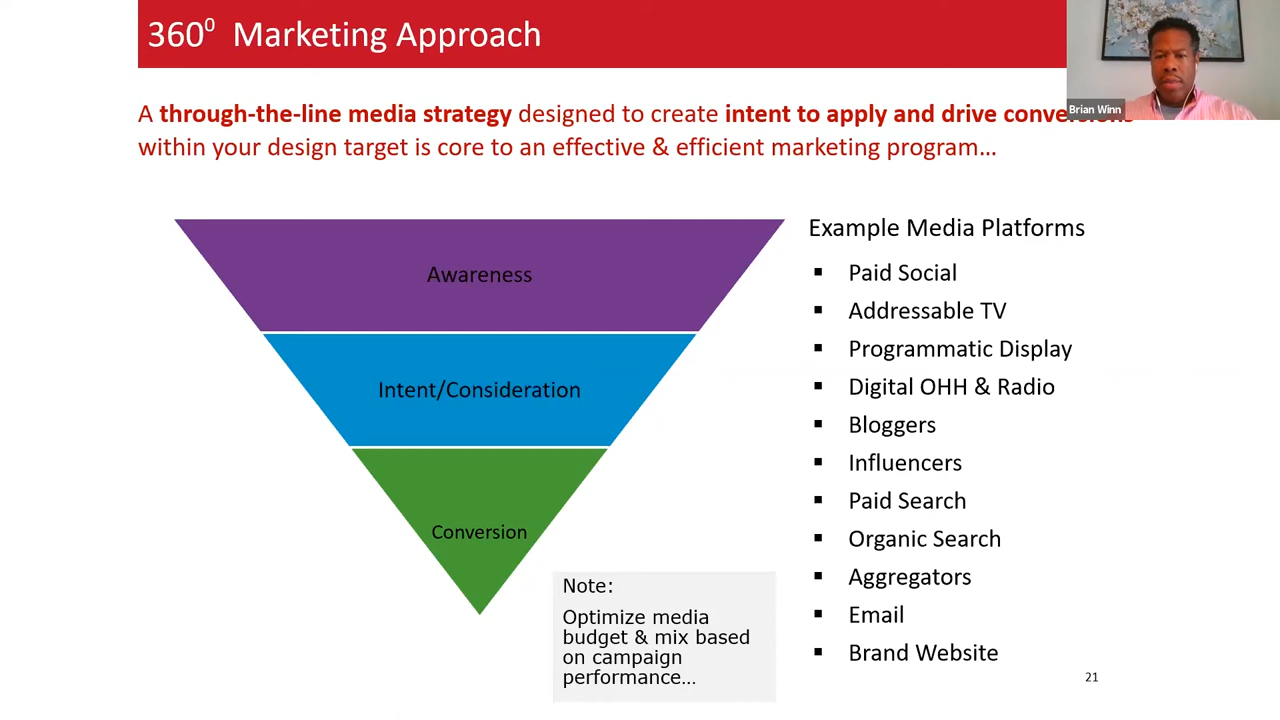 360⁰ Marketing Approach
Brian Winn
A through-the-line media strategy designed to create intent to apply and drive conversions
within your design target is core to an effective & efficient marketing program…
Awareness
Intent/Consideration
Conversion
Note:
Optimize media
budget & mix based
on campaign
performance…
Example Media Platforms
▪ Paid Social
▪ Addressable TV
▪ Programmatic Display
▪ Digital OHH & Radio
▪ Bloggers
▪ Influencers
▪ Paid Search
▪ Organic Search
▪ Aggregators
▪ Email
▪ Brand Website
21